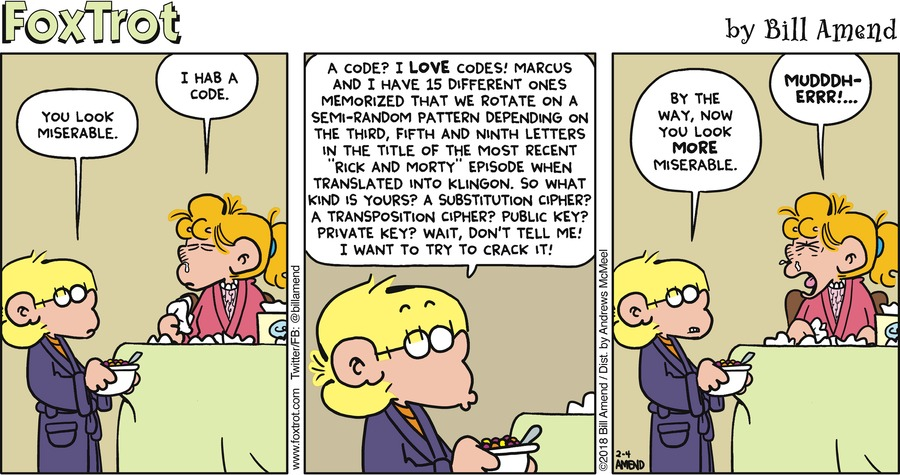 FoxTrot
by Bill Amend
YOU LOOK
MISERABLE.
I HAB A
CODE.
www.foxtrot.com Twitter/FB: @billamend
A CODE? I LOVE CODES! MARCUS
AND I HAVE 15 DIFFERENT ONES
MEMORIZED THAT WE ROTATE ON A
SEMI-RANDOM PATTERN DEPENDING ON
THE THIRD, FIFTH AND NINTH LETTERS
IN THE TITLE OF THE MOST RECENT
"RICK AND MORTY" EPISODE WHEN
TRANSLATED INTO KLINGON. SO WHAT
KIND IS YOURS? A SUBSTITUTION CIPHER?
A TRANSPOSITION CIPHER? PUBLIC KEY?
PRIVATE KEY? WAIT, DON'T TELL ME!
I WANT TO TRY TO CRACK IT!
©2018 Bill Amend / Dist. by Andrews McMeel
BY THE
WAY, NOW
YOU LOOK
MORE
MISERABLE.
MUDDDH-
ERRR!...
2-4
AMEND